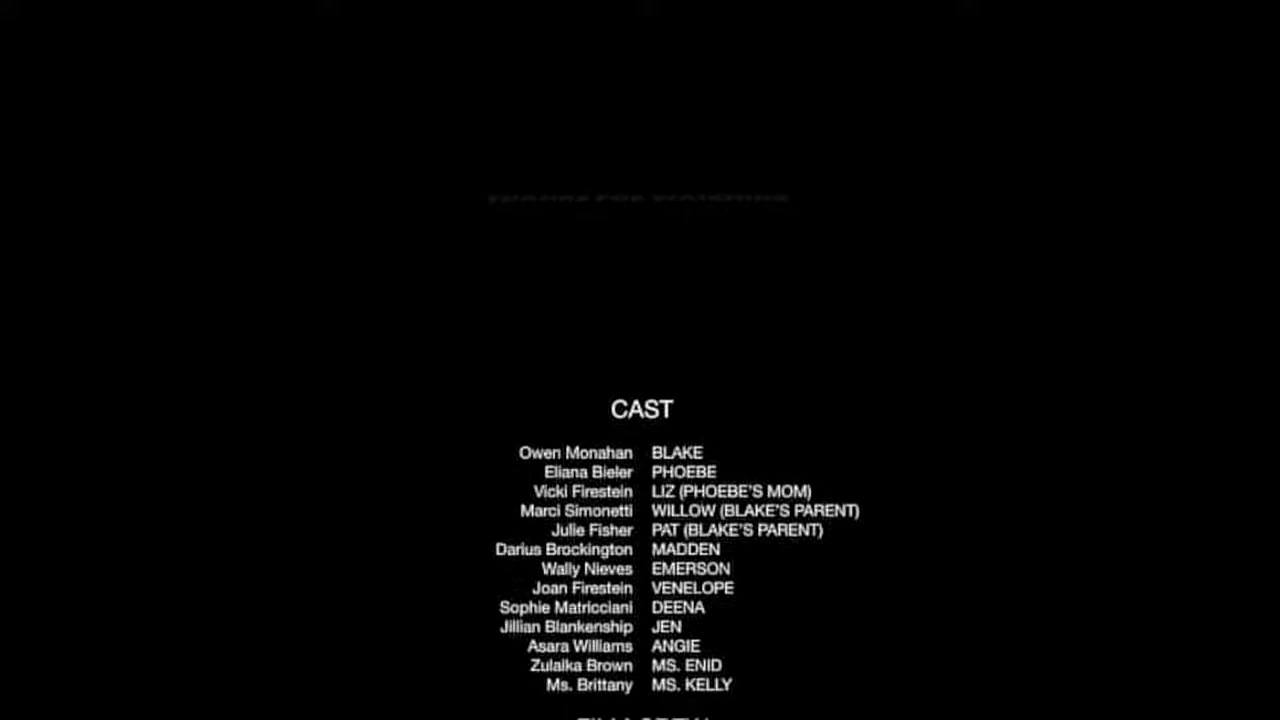 CAST
Owen Monahan BLAKE
Eliana Bieler PHOEBE
Vicki Firestein LIZ (PHOEBE'S MOM)
Marci Simonetti WILLOW (BLAKE'S PARENT)
Julie Fisher PAT (BLAKE'S PARENT)
Darius Brockington MADDEN
Wally Nieves EMERSON
Joan Firestein VENELOPE
Sophie Matricciani DEENA
Jillian Blankenship JEN
Asara Williams ANGIE
Zulaika Brown MS. ENID
Ms. Brittany MS. KELLY